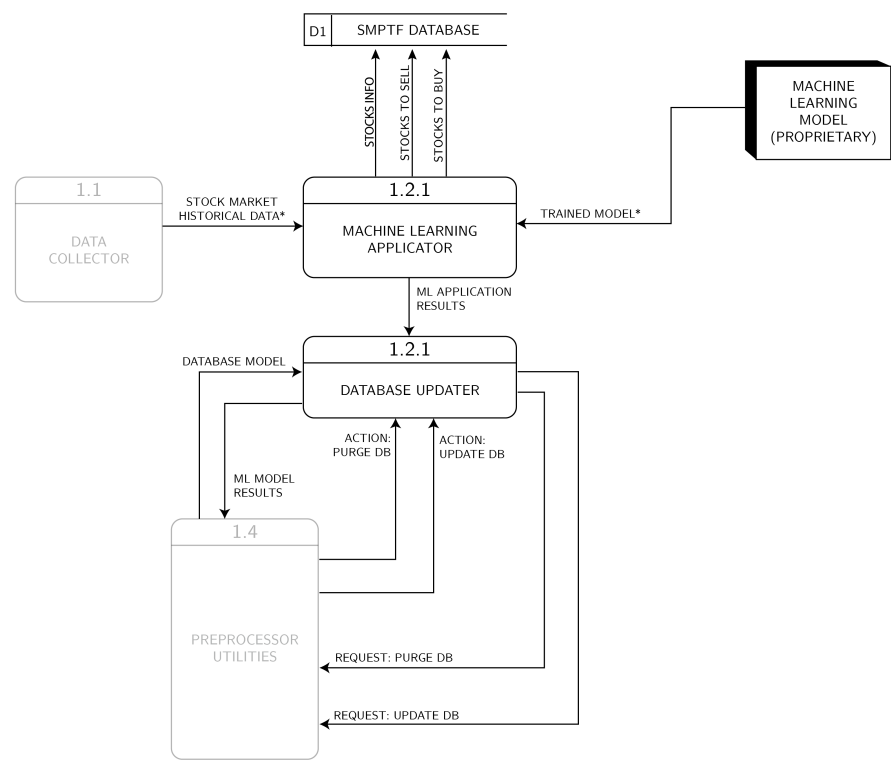 D1 SMPTF DATABASE
STOCKS INFO
STOCKS TO SELL
STOCKS TO BUY
MACHINE
LEARNING
MODEL
(PROPRIETARY)
1.1
DATA
COLLECTOR
STOCK MARKET
HISTORICAL DATA*
1.2.1
MACHINE LEARNING
APPLICATOR
TRAINED MODEL*
ML APPLICATION
RESULTS
1.2.1
DATABASE UPDATER
DATABASE MODEL
ACTION:
PURGE DB
ACTION:
UPDATE DB
ML MODEL
RESULTS
1.4
PREPROCESSOR
UTILITIES
REQUEST: PURGE DB
REQUEST: UPDATE DB